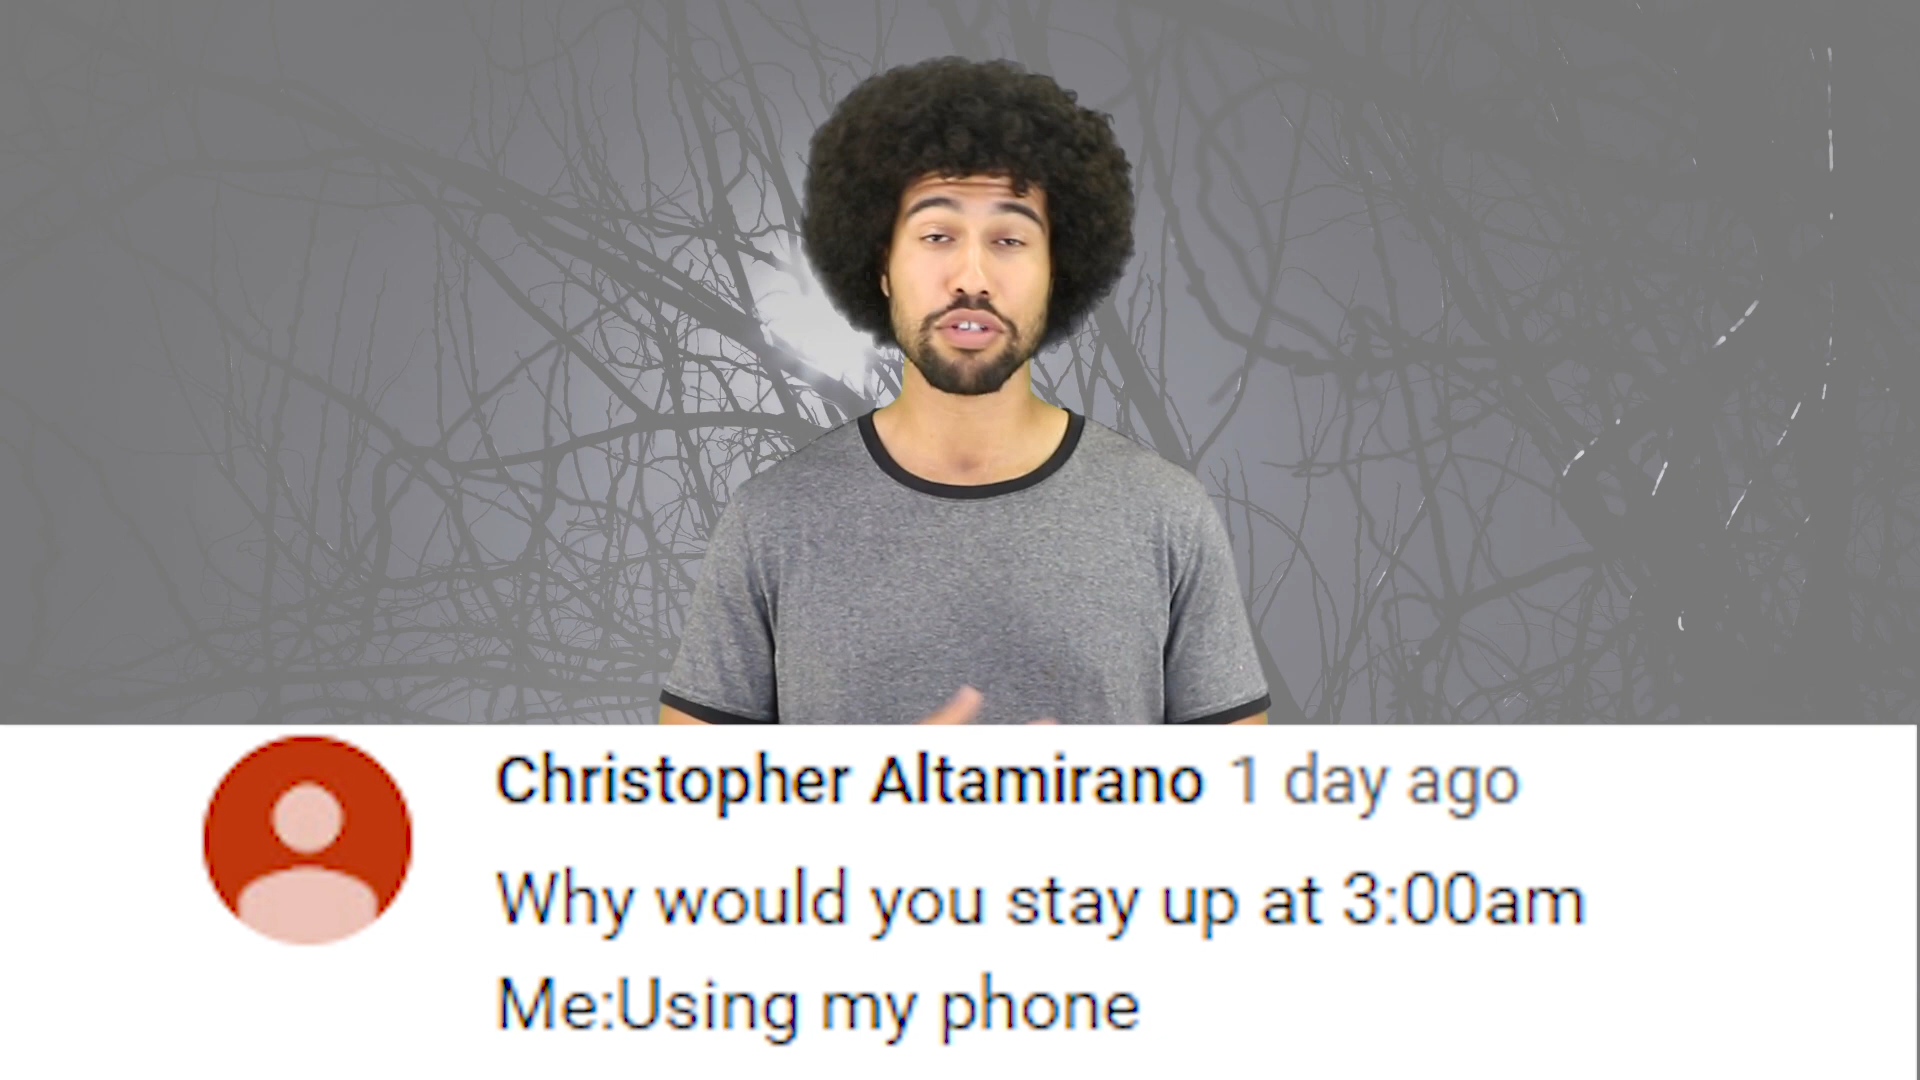 Christopher Altamirano 1 day ago
Why would you stay up at 3:00am
Me:Using my phone